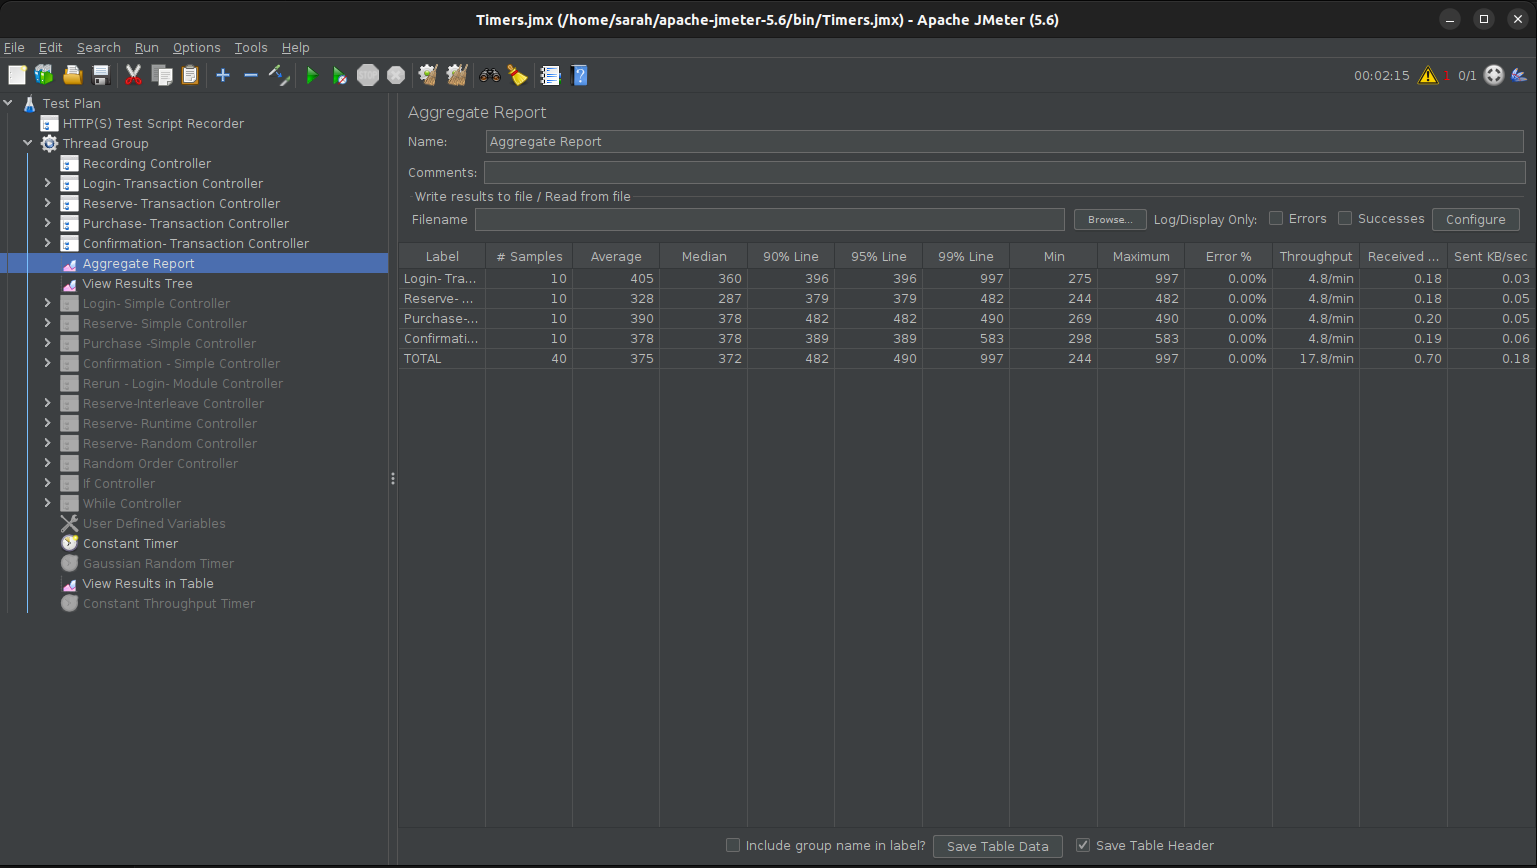 Timers.jmx (/home/sarah/apache-jmeter-5.6/bin/Timers.jmx) - Apache JMeter (5.6)
File Edit Search Run Options Tools Help
STOP 00:02:15 1 0/1
Test Plan
HTTP(S) Test Script Recorder
Thread Group
Recording Controller
Login- Transaction Controller
Reserve- Transaction Controller
Purchase- Transaction Controller
Confirmation- Transaction Controller
Aggregate Report
View Results Tree
Login- Simple Controller
Reserve- Simple Controller
Purchase -Simple Controller
Confirmation - Simple Controller
Rerun - Login- Module Controller
Reserve-Interleave Controller
Reserve- Runtime Controller
Reserve- Random Controller
Random Order Controller
If Controller
While Controller
User Defined Variables
Constant Timer
Gaussian Random Timer
View Results in Table
Constant Throughput Timer
Aggregate Report
Name: Aggregate Report
Comments:
Write results to file / Read from file
Filename Browse... Log/Display Only: Errors Successes Configure
Label # Samples Average Median 90% Line 95% Line 99% Line Min Maximum Error % Throughput Received ... Sent KB/sec
Login- Tra... 10 405 360 396 396 997 275 997 0.00% 4.8/min 0.18 0.03
Reserve- ... 10 328 287 379 379 482 244 482 0.00% 4.8/min 0.18 0.05
Purchase-... 10 390 378 482 482 490 269 490 0.00% 4.8/min 0.20 0.05
Confirmati... 10 378 378 389 389 583 298 583 0.00% 4.8/min 0.19 0.06
TOTAL 40 375 372 482 490 997 244 997 0.00% 17.8/min 0.70 0.18
Include group name in label? Save Table Data Save Table Header